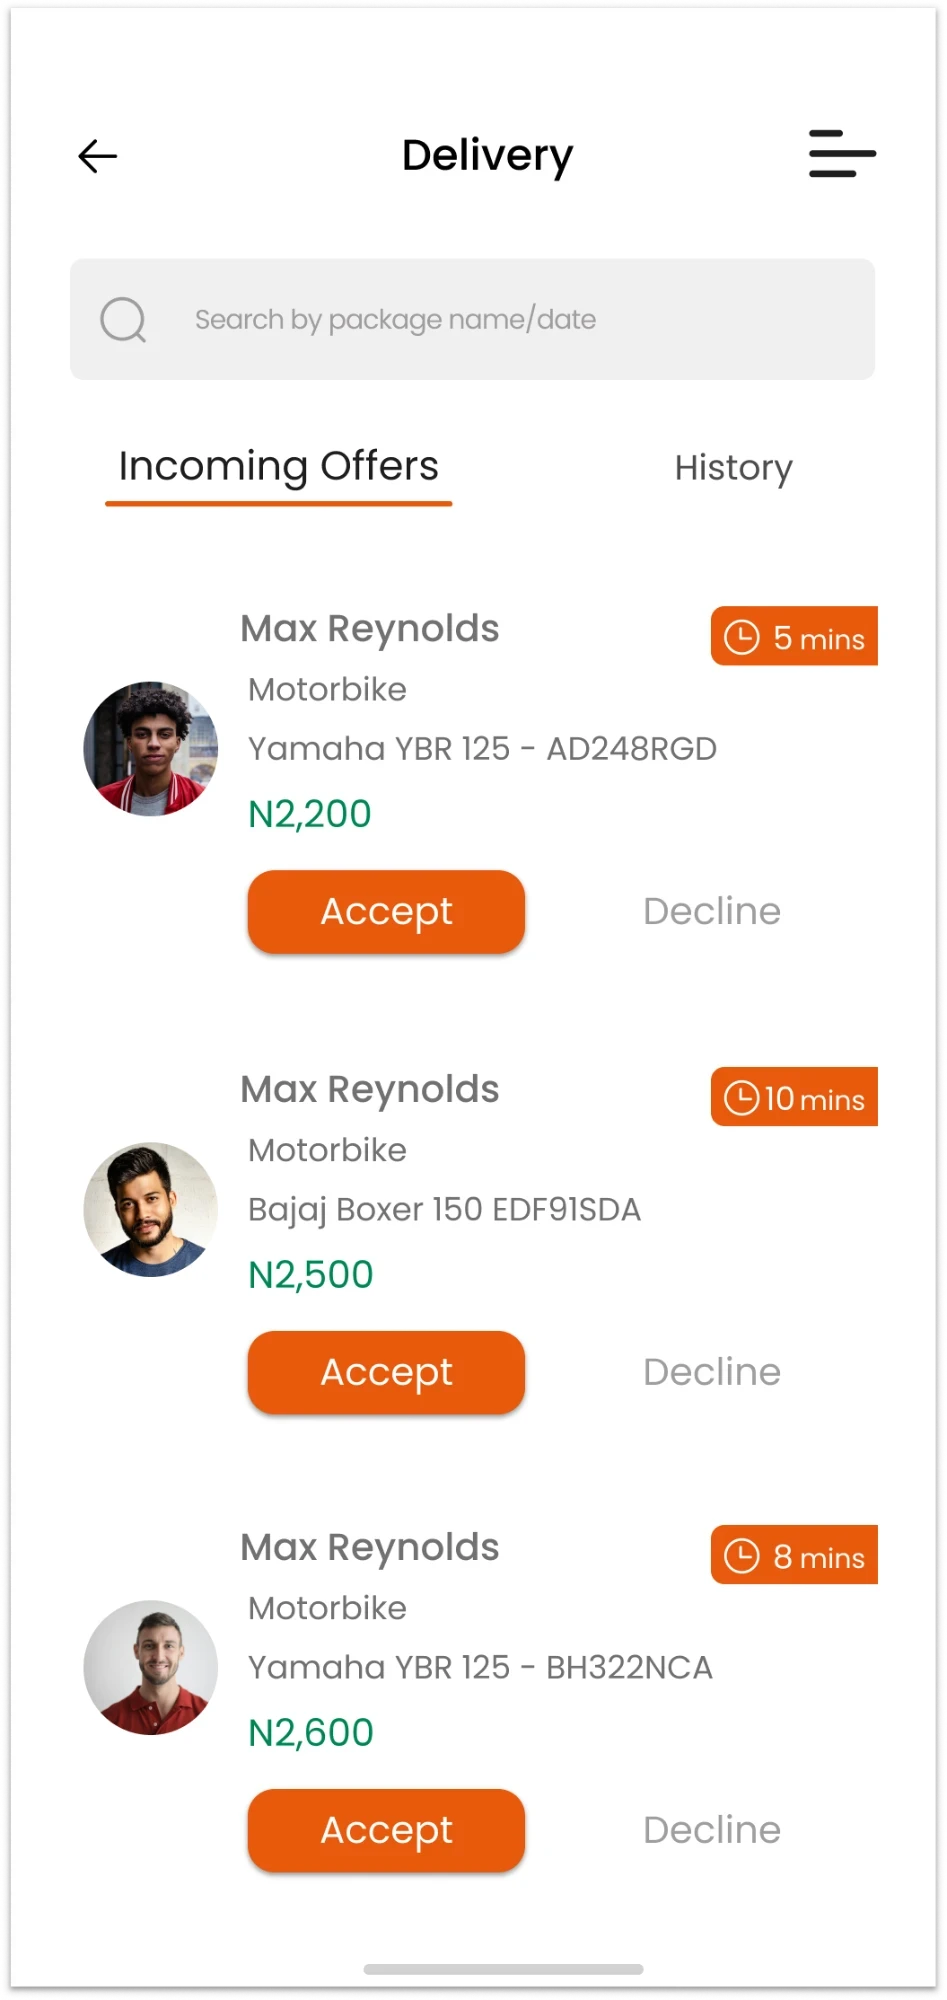 Delivery
Search by package name/date
Incoming Offers
History
Max Reynolds
5 mins
Motorbike
Yamaha YBR 125 - AD248RGD
N2,200
Accept
Decline
Max Reynolds
10 mins
Motorbike
Bajaj Boxer 150 EDF91SDA
N2,500
Accept
Decline
Max Reynolds
8 mins
Motorbike
Yamaha YBR 125 - BH322NCA
N2,600
Accept
Decline